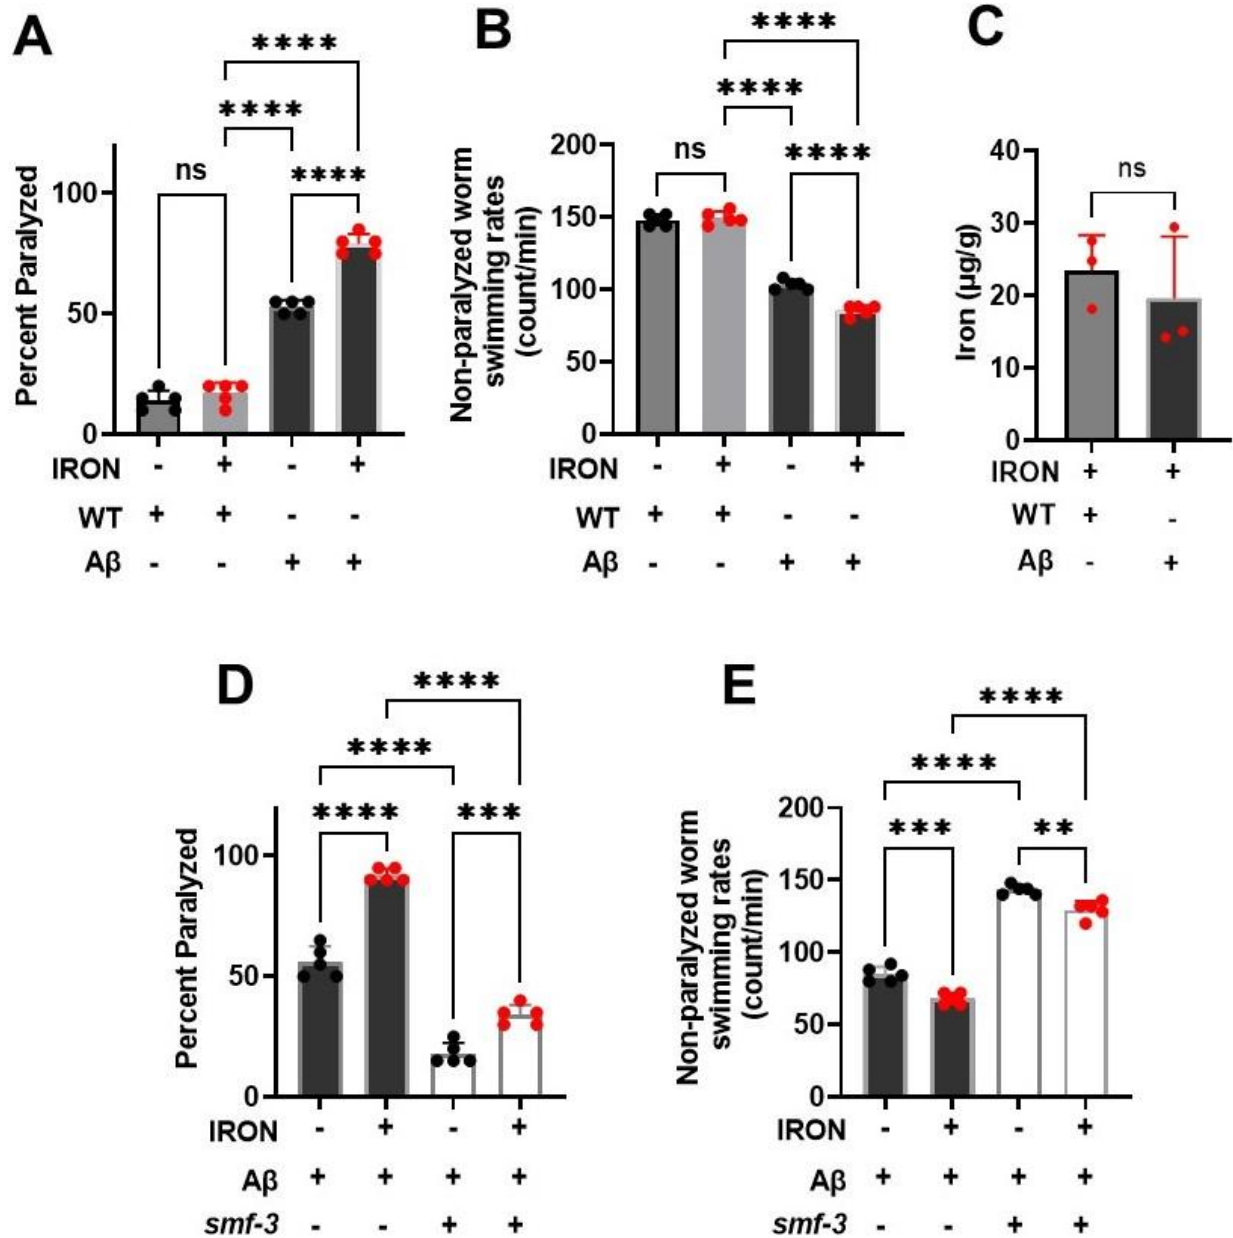 A
B
C
****
****
ns
****
Percent Paralyzed
100
50
0
IRON - + - +
WT + + - -
Aβ - - + +
****
****
ns
****
Non-paralyzed worm
swimming rates
(count/min)
200
150
100
50
0
IRON - + - +
WT + + - -
Aβ - - + +
ns
Iron (µg/g)
40
30
20
10
0
IRON + +
WT + -
Aβ - +
D
E
****
****
****
***
Percent Paralyzed
100
50
0
IRON - + - +
Aβ + + + +
smf-3 - - + +
****
****
***
**
Non-paralyzed worm
swimming rates
(count/min)
200
150
100
50
0
IRON - + - +
Aβ + + + +
smf-3 - - + +